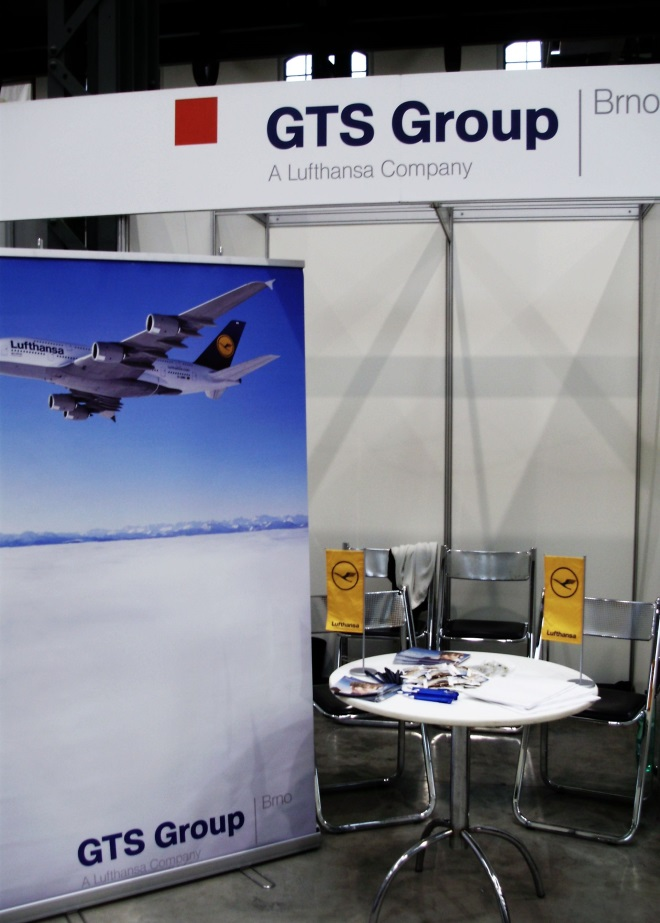 GTS Group
Brno
A Lufthansa Company
Lufthansa
Lufthansa
Lufthansa
GTS Group
Brno
A Lufthansa Company